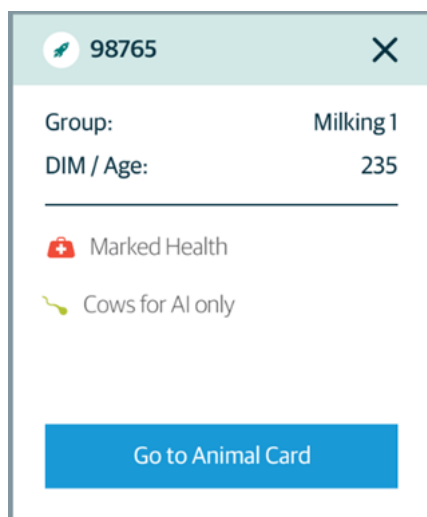 98765
Group: Milking 1
DIM / Age: 235
Marked Health
Cows for AI only
Go to Animal Card